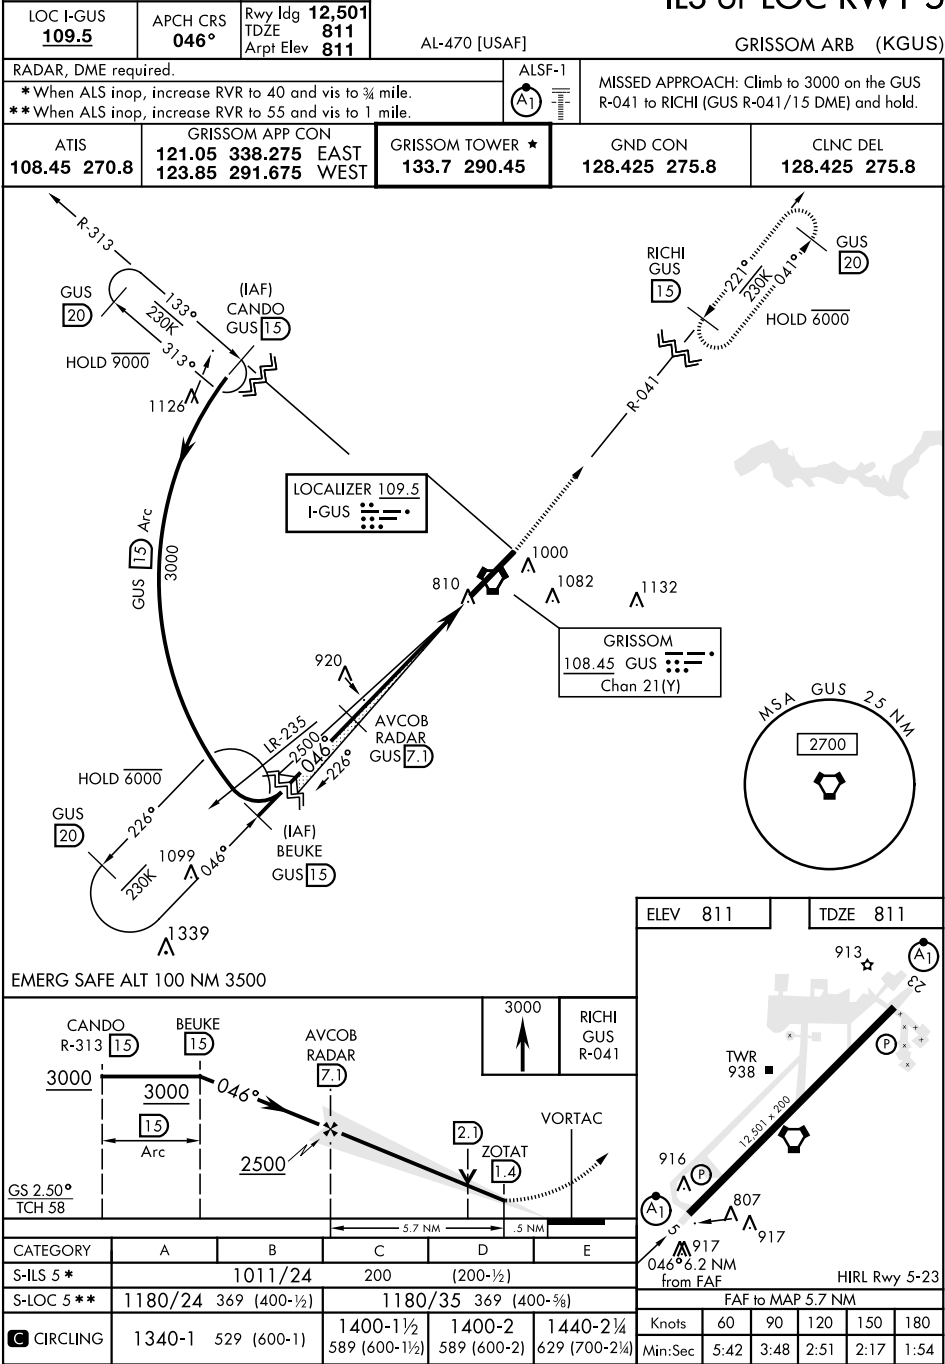 ILS or LOC RWY 5
LOC I-GUS
109.5
APCH CRS
046°
Rwy ldg 12,501
TDZE 811
Arpt Elev 811
AL-470 [USAF]
GRISSOM ARB (KGUS)
RADAR, DME required.
* When ALS inop, increase RVR to 40 and vis to ¾ mile.
** When ALS inop, increase RVR to 55 and vis to 1 mile.
ALSF-1
A1
MISSED APPROACH: Climb to 3000 on the GUS
R-041 to RICHI (GUS R-041/15 DME) and hold.
ATIS
108.45 270.8
GRISSOM APP CON
121.05 338.275 EAST
123.85 291.675 WEST
GRISSOM TOWER ★
133.7 290.45
GND CON
128.425 275.8
CLNC DEL
128.425 275.8
R-313
GUS
20
133°
230K
313°
HOLD 9000
(IAF)
CANDO
GUS 15
1126
RICHI
GUS
15
221°
230K
041°
GUS
20
HOLD 6000
R-041
LOCALIZER 109.5
I-GUS
GUS 15 Arc
3000
810
1000
1082
1132
GRISSOM
108.45 GUS
Chan 21(Y)
920
AVCOB
RADAR
GUS 7.1
LR-235
2500
046°
226°
HOLD 6000
GUS
20
226°
230K
1099
046°
(IAF)
BEUKE
GUS 15
1339
MSA GUS 25 NM
2700
EMERG SAFE ALT 100 NM 3500
ELEV 811
TDZE 811
913
A1
23
P
TWR
938
12,501 X 200
916
P
A1
5
807
917
917
046° 6.2 NM
from FAF
HIRL Rwy 5-23
CANDO
R-313 15
BEUKE
15
AVCOB
RADAR
7.1
3000
RICHI
GUS
R-041
3000
3000
046°
15
Arc
2500
2.1
ZOTAT
1.4
VORTAC
GS 2.50°
TCH 58
5.7 NM
.5 NM
CATEGORY A B C D E
S-ILS 5 * 1011/24 200 (200-½)
S-LOC 5 ** 1180/24 369 (400-½) 1180/35 369 (400-⅝)
C CIRCLING 1340-1 529 (600-1) 1400-1½ 589 (600-1½) 1400-2 589 (600-2) 1440-2¼ 629 (700-2¼)
FAF to MAP 5.7 NM
Knots 60 90 120 150 180
Min:Sec 5:42 3:48 2:51 2:17 1:54